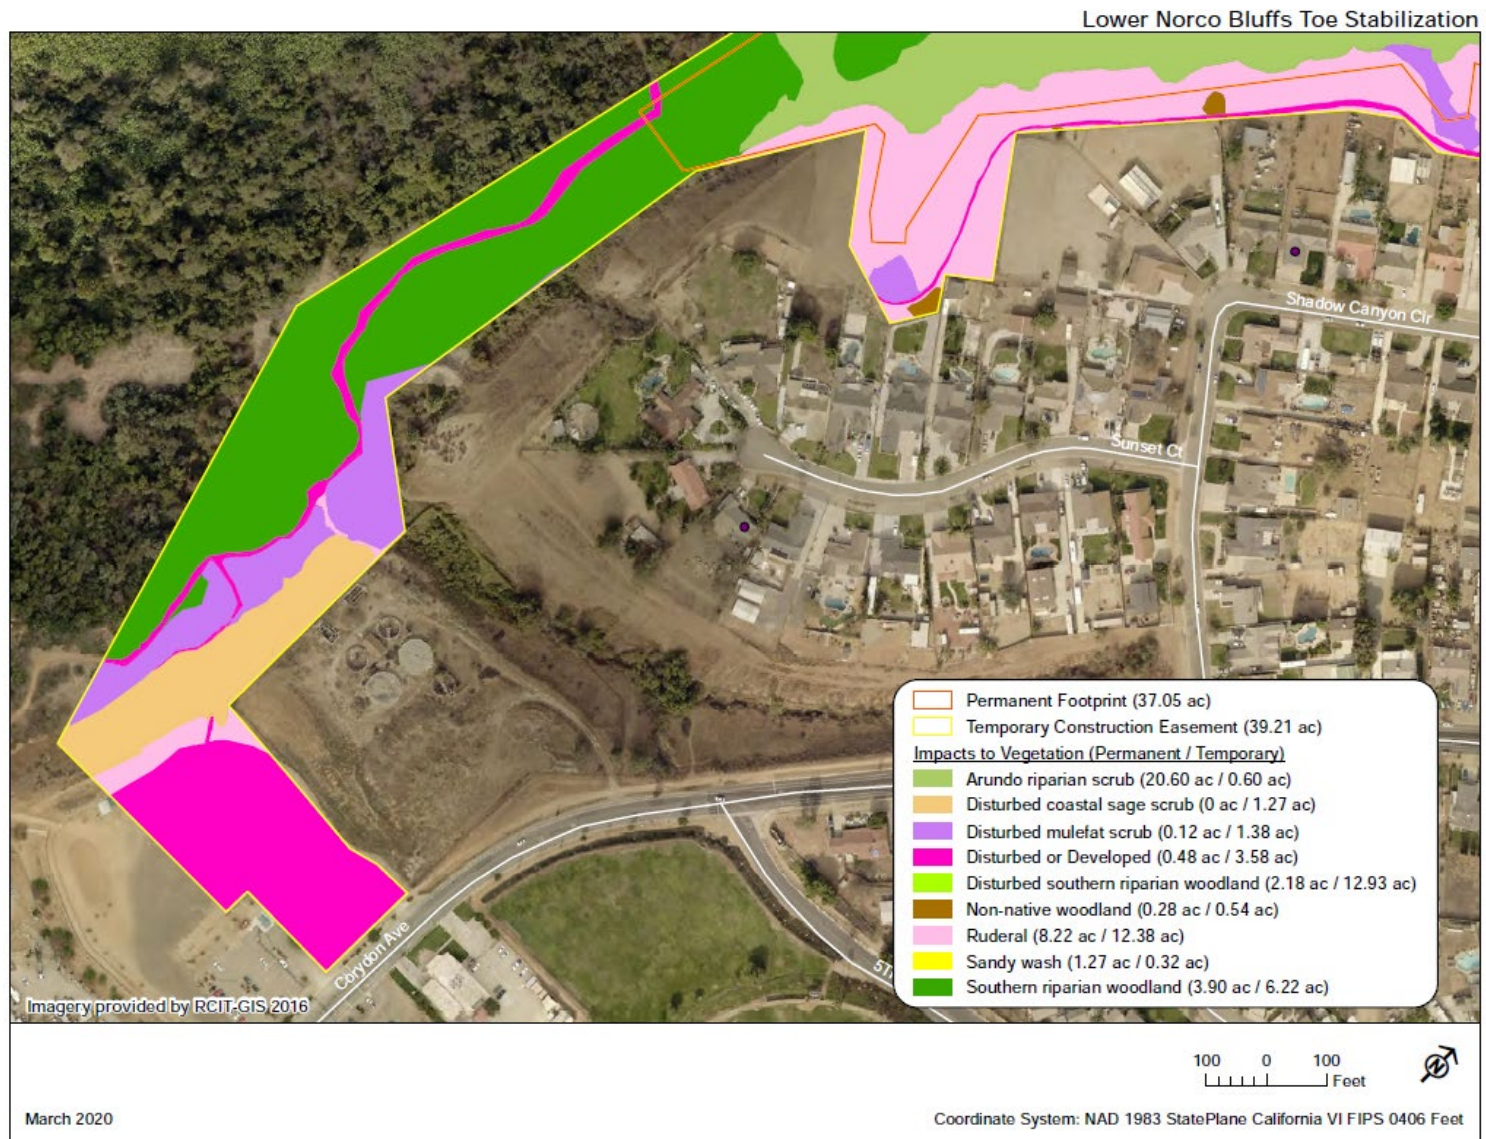 Lower Norco Bluffs Toe Stabilization
Shadow Canyon Cir
Sunset Ct
Permanent Footprint (37.05 ac)
Temporary Construction Easement (39.21 ac)
Impacts to Vegetation (Permanent / Temporary)
Arundo riparian scrub (20.60 ac / 0.60 ac)
Disturbed coastal sage scrub (0 ac / 1.27 ac)
Disturbed mulefat scrub (0.12 ac / 1.38 ac)
Disturbed or Developed (0.48 ac / 3.58 ac)
Disturbed southern riparian woodland (2.18 ac / 12.93 ac)
Non-native woodland (0.28 ac / 0.54 ac)
Ruderal (8.22 ac / 12.38 ac)
Sandy wash (1.27 ac / 0.32 ac)
Southern riparian woodland (3.90 ac / 6.22 ac)
Corydon Ave
Imagery provided by RCIT-GIS 2016
100 0 100
Feet
N
March 2020
Coordinate System: NAD 1983 StatePlane California VI FIPS 0406 Feet